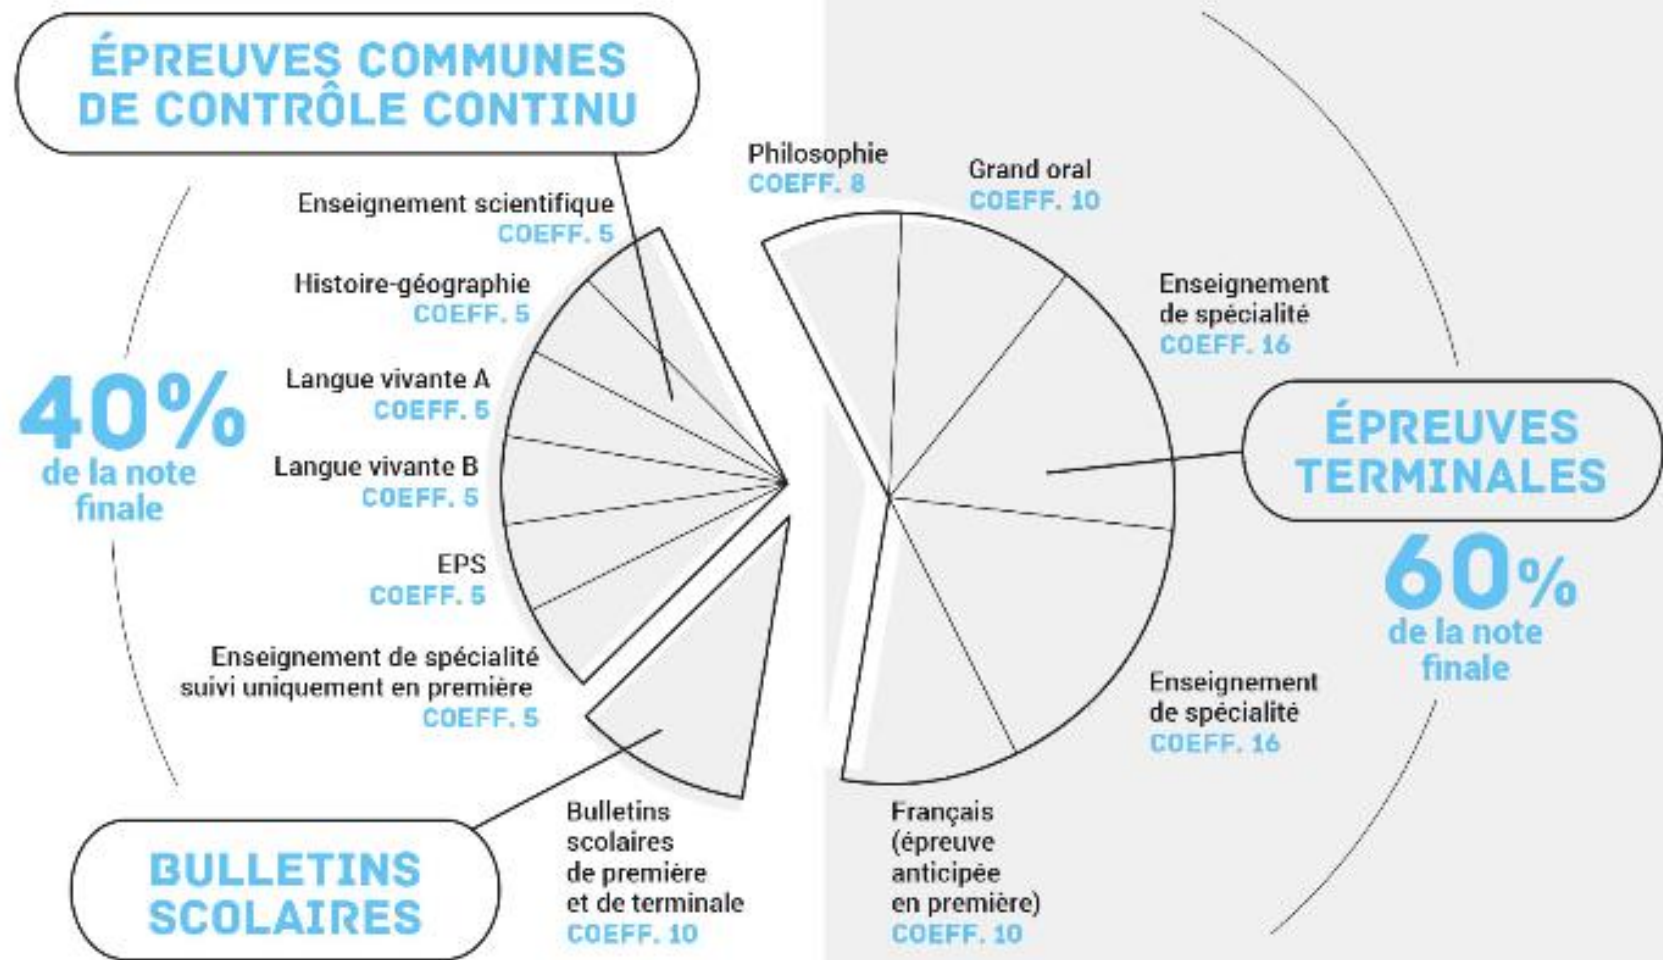 ÉPREUVES COMMUNES
DE CONTRÔLE CONTINU
Enseignement scientifique
COEFF. 5
Histoire-géographie
COEFF. 5
Langue vivante A
COEFF. 5
Langue vivante B
COEFF. 5
EPS
COEFF. 5
Enseignement de spécialité
suivi uniquement en première
COEFF. 5
40%
de la note
finale
BULLETINS
SCOLAIRES
Bulletins
scolaires
de première
et de terminale
COEFF. 10
Philosophie
COEFF. 8
Grand oral
COEFF. 10
Enseignement
de spécialité
COEFF. 16
ÉPREUVES
TERMINALES
60%
de la note
finale
Enseignement
de spécialité
COEFF. 16
Français
(épreuve
anticipée
en première)
COEFF. 10